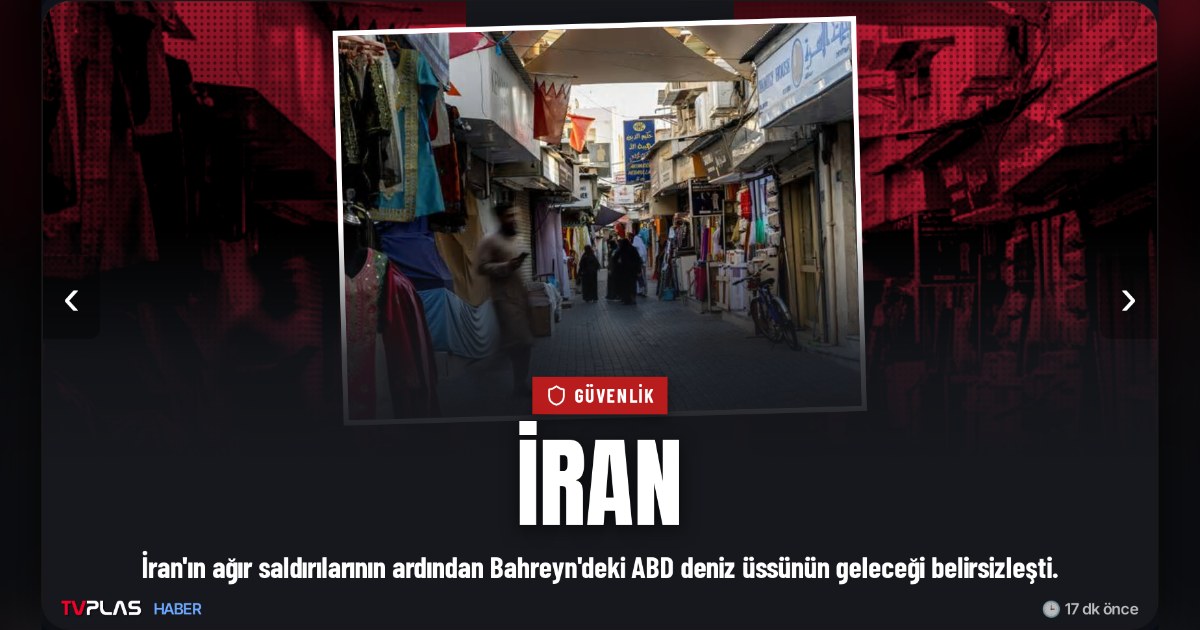 GÜVENLİK
İRAN
İran'ın ağır saldırılarının ardından Bahreyn'deki ABD deniz üssünün geleceği belirsizleşti.
TVPLAS HABER
17 dk önce